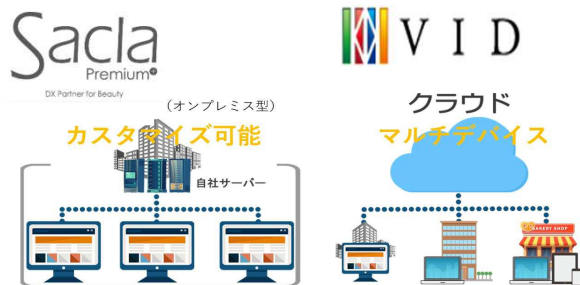 Sacla
Premium
DX Partner for Beauty
(オンプレミス型)
カスタマイズ可能
自社サーバー
VID
クラウド
マルチデバイス
BAKERY SHOP